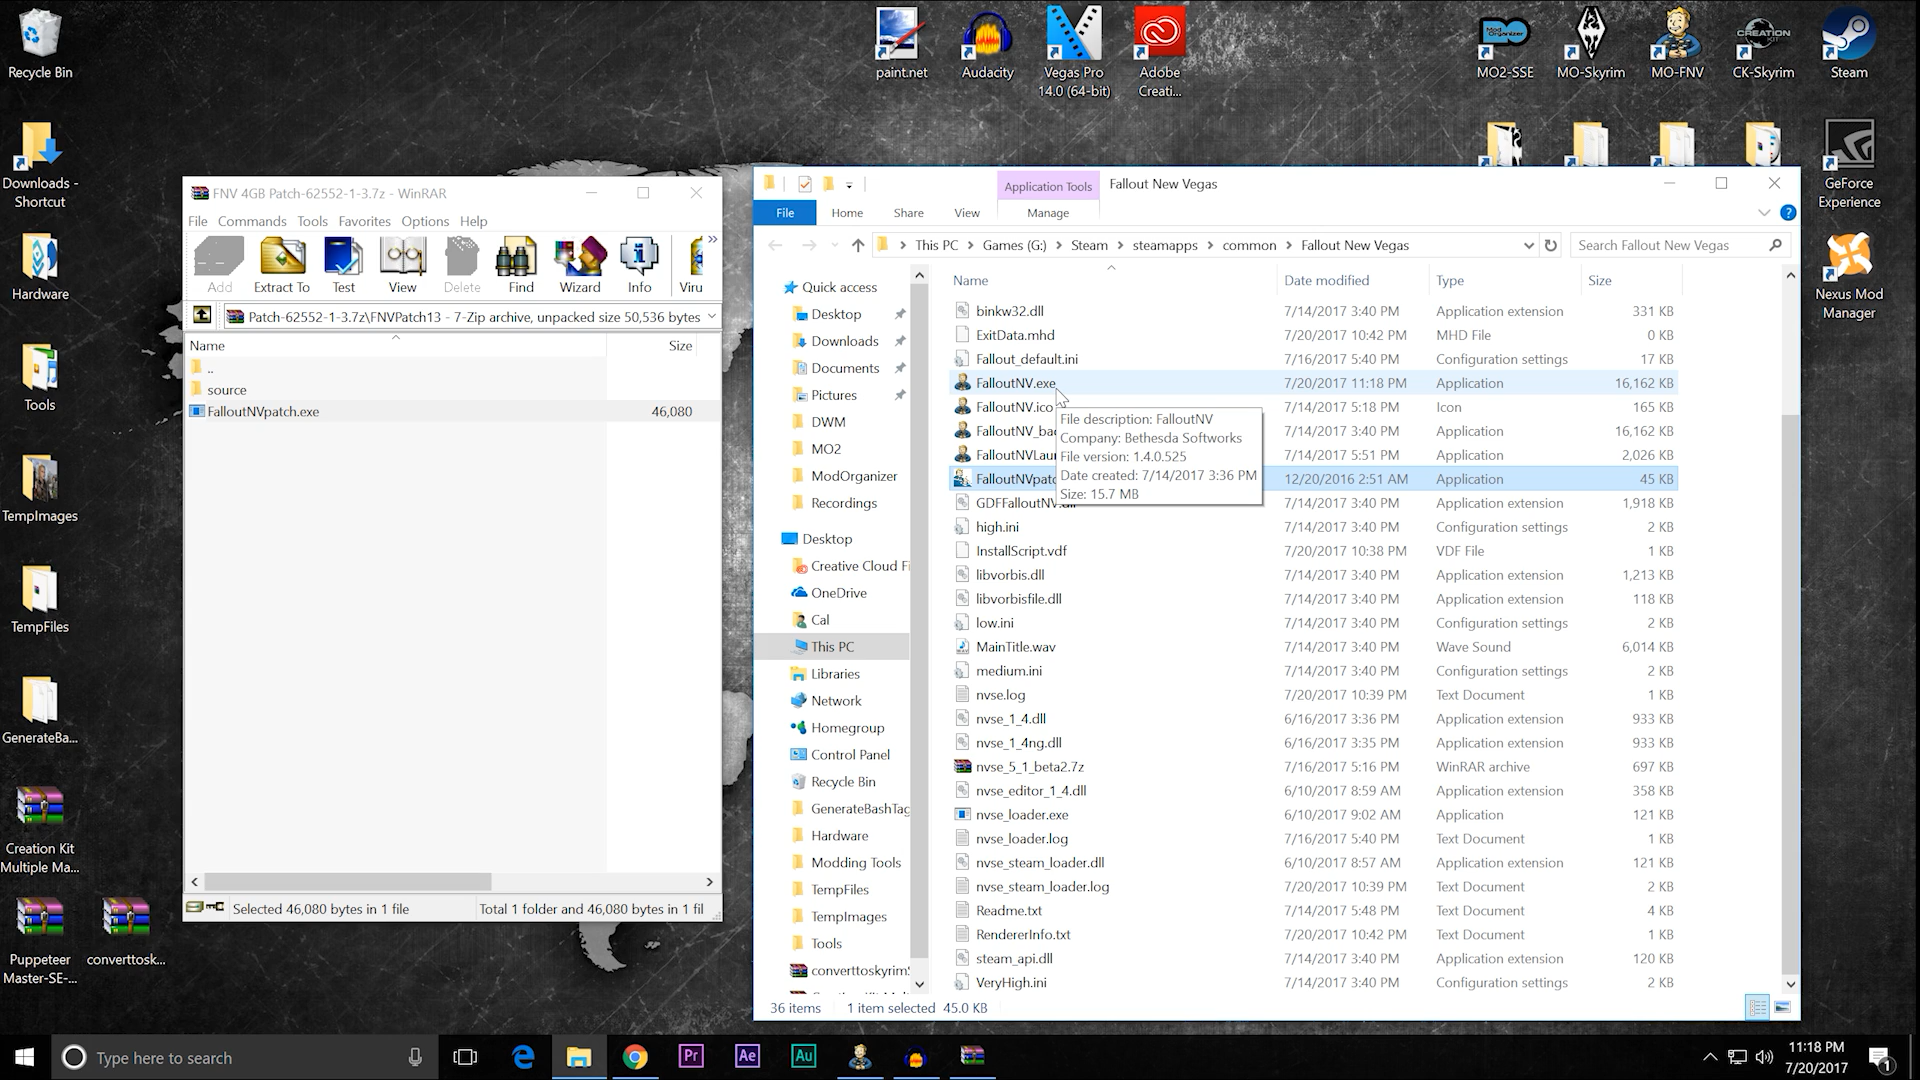 Recycle Bin
paint.net
Audacity
Vegas Pro
14.0 (64-bit)
Adobe
Creati...
MO2-SSE
MO-Skyrim
MO-FNV
CREATION
KIT
CK-Skyrim
Steam
Downloads -
Shortcut
Hardware
Tools
TempImages
TempFiles
GenerateBa...
Creation Kit
Multiple Ma...
Puppeteer
Master-SE-...
converttosk...
GeForce
Experience
Nexus Mod
Manager
FNV 4GB Patch-62552-1-3.7z - WinRAR
File Commands Tools Favorites Options Help
Add Extract To Test View Delete Find Wizard Info Viru
Patch-62552-1-3.7z\FNVPatch13 - 7-Zip archive, unpacked size 50,536 bytes
Name Size
..
source
FalloutNVpatch.exe 46,080
Selected 46,080 bytes in 1 file Total 1 folder and 46,080 bytes in 1 fil
Application Tools Fallout New Vegas
File Home Share View Manage
This PC Games (G:) Steam steamapps common Fallout New Vegas Search Fallout New Vegas
Quick access
Desktop
Downloads
Documents
Pictures
DWM
MO2
ModOrganizer
Recordings
Desktop
Creative Cloud Fi
OneDrive
Cal
This PC
Libraries
Network
Homegroup
Control Panel
Recycle Bin
GenerateBashTag
Hardware
Modding Tools
TempFiles
TempImages
Tools
converttoskyrimS
Name Date modified Type Size
binkw32.dll 7/14/2017 3:40 PM Application extension 331 KB
ExitData.mhd 7/20/2017 10:42 PM MHD File 0 KB
Fallout_default.ini 7/16/2017 5:40 PM Configuration settings 17 KB
FalloutNV.exe 7/20/2017 11:18 PM Application 16,162 KB
FalloutNV.ico 7/14/2017 5:18 PM Icon 165 KB
FalloutNV_bac 7/14/2017 3:40 PM Application 16,162 KB
FalloutNVLaun 7/14/2017 5:51 PM Application 2,026 KB
FalloutNVpatc 12/20/2016 2:51 AM Application 45 KB
GDFFalloutNV.dll 7/14/2017 3:40 PM Application extension 1,918 KB
high.ini 7/14/2017 3:40 PM Configuration settings 2 KB
InstallScript.vdf 7/20/2017 10:38 PM VDF File 1 KB
libvorbis.dll 7/14/2017 3:40 PM Application extension 1,213 KB
libvorbisfile.dll 7/14/2017 3:40 PM Application extension 118 KB
low.ini 7/14/2017 3:40 PM Configuration settings 2 KB
MainTitle.wav 7/14/2017 3:40 PM Wave Sound 6,014 KB
medium.ini 7/14/2017 3:40 PM Configuration settings 2 KB
nvse.log 7/20/2017 10:39 PM Text Document 1 KB
nvse_1_4.dll 6/16/2017 3:36 PM Application extension 933 KB
nvse_1_4ng.dll 6/16/2017 3:35 PM Application extension 933 KB
nvse_5_1_beta2.7z 7/16/2017 5:16 PM WinRAR archive 697 KB
nvse_editor_1_4.dll 6/10/2017 8:59 AM Application extension 358 KB
nvse_loader.exe 6/10/2017 9:02 AM Application 121 KB
nvse_loader.log 7/16/2017 5:40 PM Text Document 1 KB
nvse_steam_loader.dll 6/10/2017 8:57 AM Application extension 121 KB
nvse_steam_loader.log 7/20/2017 10:39 PM Text Document 2 KB
Readme.txt 7/14/2017 5:48 PM Text Document 4 KB
RendererInfo.txt 7/20/2017 10:42 PM Text Document 1 KB
steam_api.dll 7/14/2017 3:40 PM Application extension 120 KB
VeryHigh.ini 7/14/2017 3:40 PM Configuration settings 2 KB
File description: FalloutNV
Company: Bethesda Softworks
File version: 1.4.0.525
Date created: 7/14/2017 3:36 PM
Size: 15.7 MB
36 items 1 item selected 45.0 KB
Type here to search
Pr Ae Au
11:18 PM
7/20/2017
1